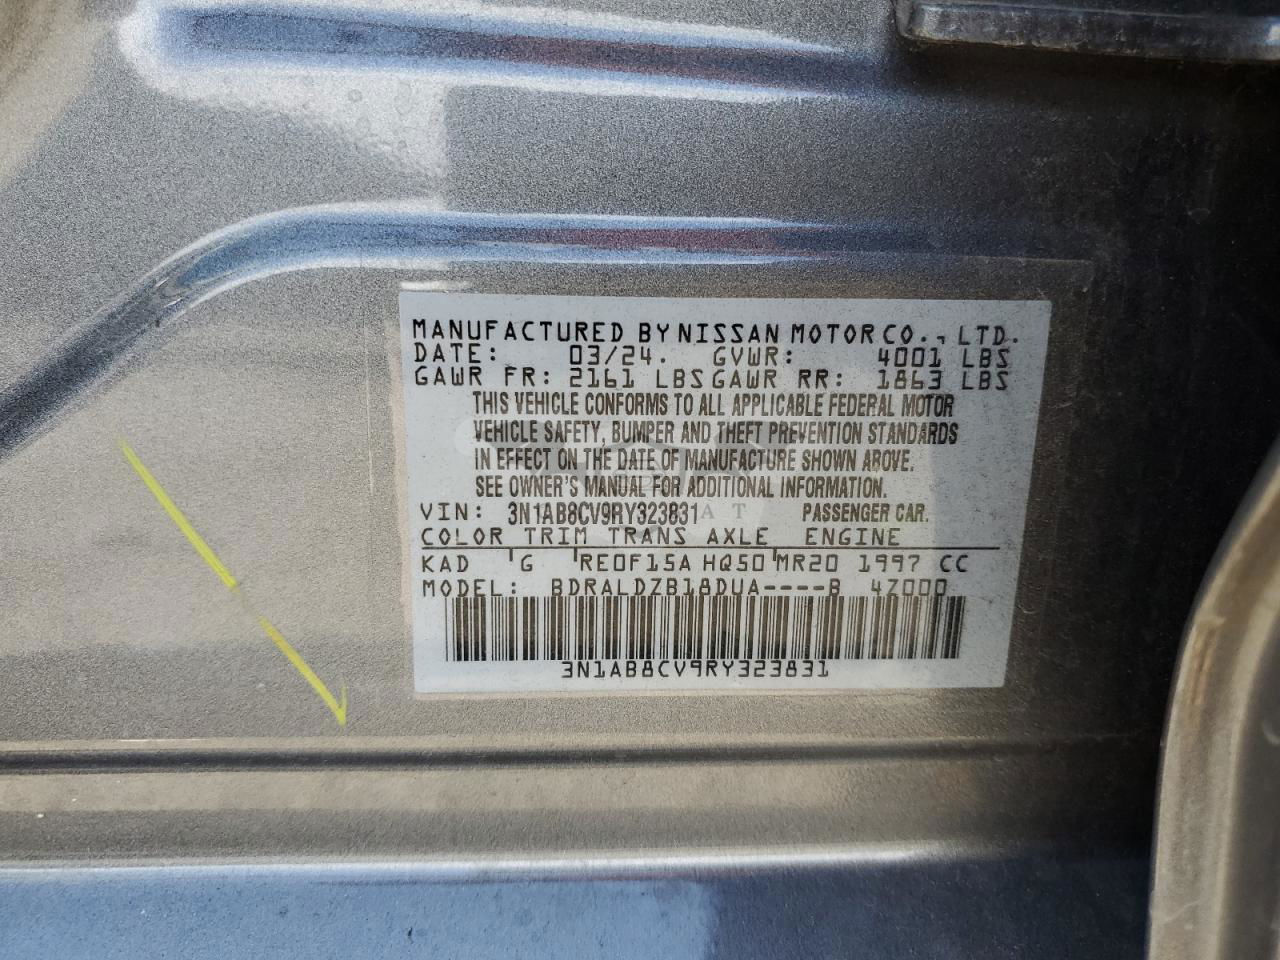 MANUFACTURED BY NISSAN MOTOR CO., LTD.
DATE: 03/24. GVWR: 4001 LBS
GAWR FR: 2161 LBS GAWR RR: 1863 LBS
THIS VEHICLE CONFORMS TO ALL APPLICABLE FEDERAL MOTOR
VEHICLE SAFETY, BUMPER AND THEFT PREVENTION STANDARDS
IN EFFECT ON THE DATE OF MANUFACTURE SHOWN ABOVE.
SEE OWNER'S MANUAL FOR ADDITIONAL INFORMATION.
VIN: 3N1AB8CV9RY323831 PASSENGER CAR.
COLOR TRIM TRANS AXLE ENGINE
KAD G RE0F15A HQ50 MR20 1997 CC
MODEL: BDRALDZB18DUA----B 4Z000
3N1AB8CV9RY323831